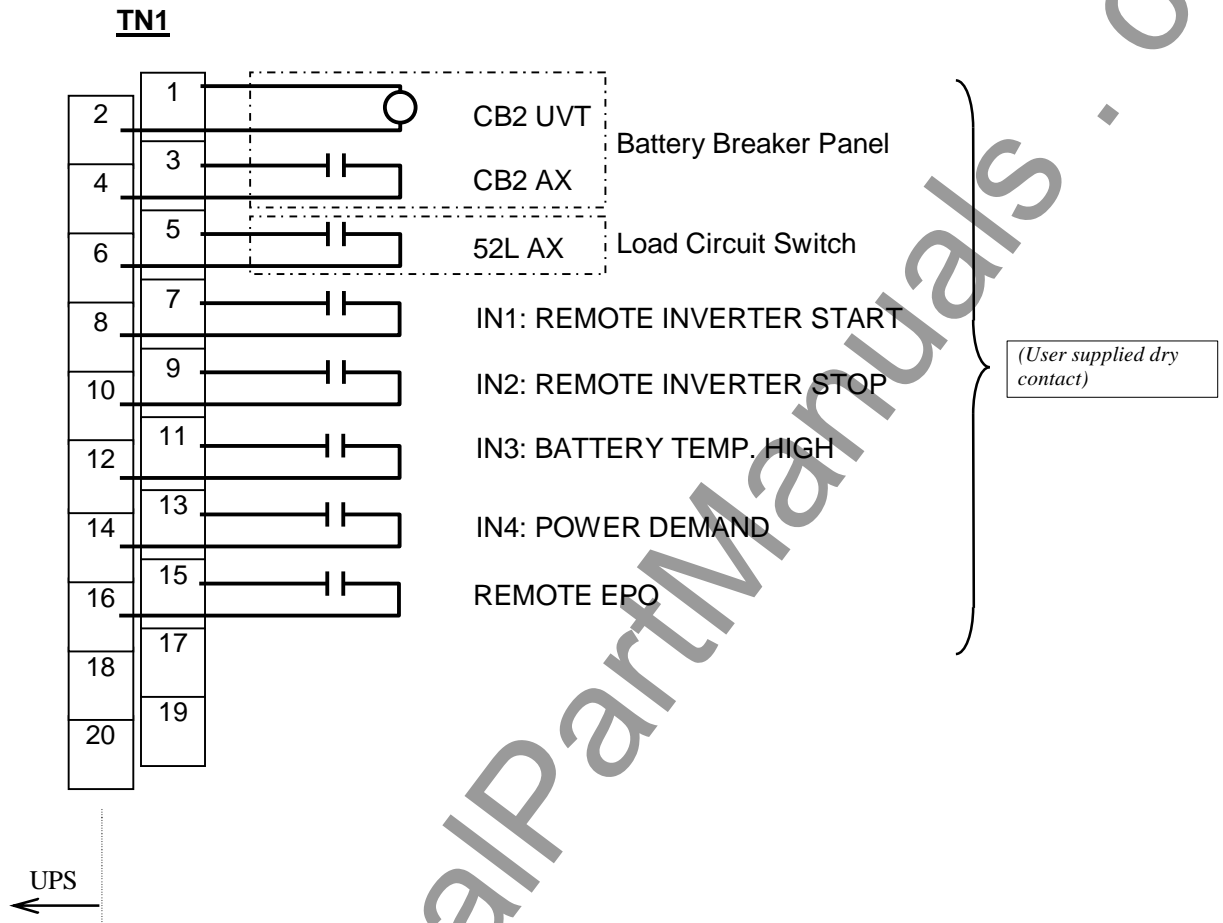 TN1
1
2
CB2 UVT
Battery Breaker Panel
3
4
CB2 AX
5
6
52L AX
Load Circuit Switch
7
8
IN1: REMOTE INVERTER START
9
10
IN2: REMOTE INVERTER STOP
(User supplied dry
contact)
11
12
IN3: BATTERY TEMP. HIGH
13
14
IN4: POWER DEMAND
15
16
REMOTE EPO
17
18
19
20
UPS
alPartManuals . o